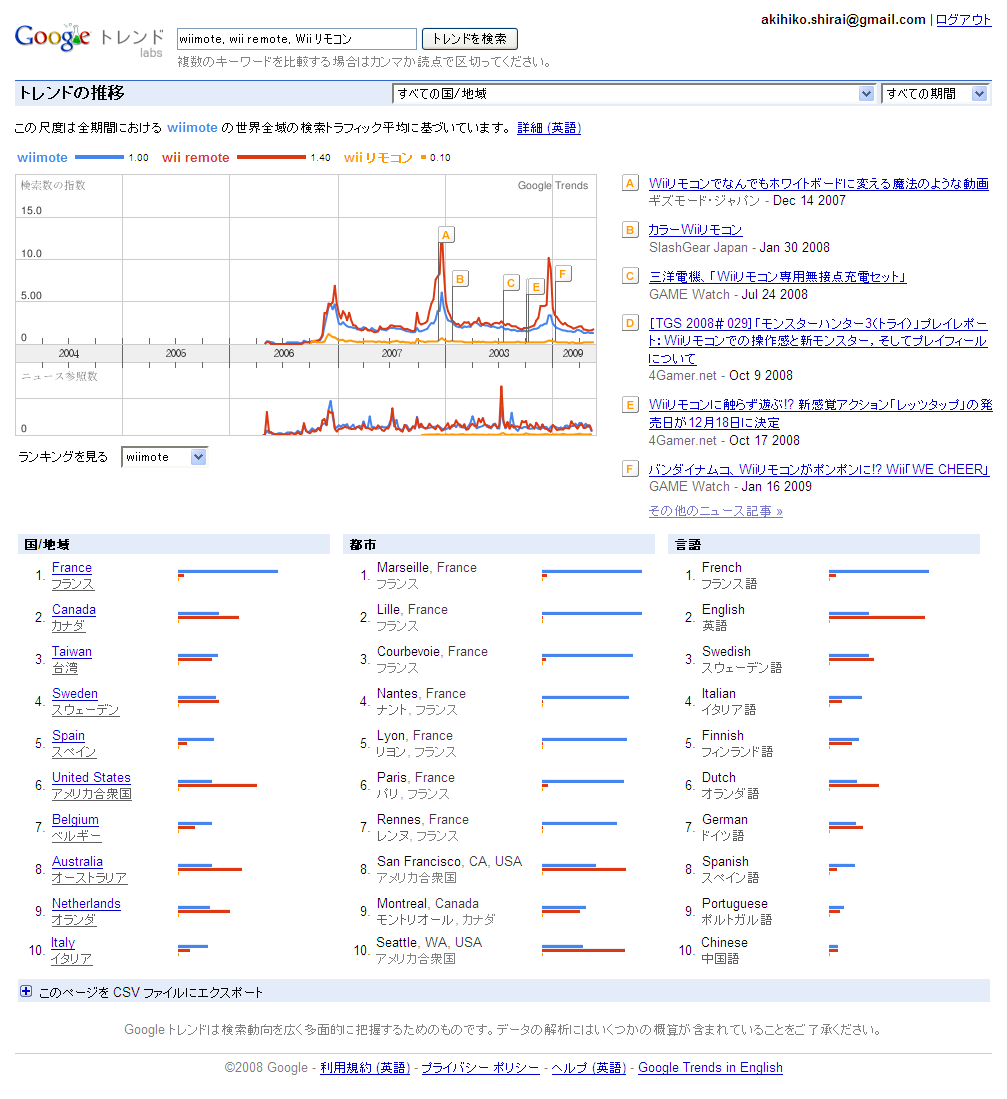 akihiko.shirai@gmail.com | ログアウト
Google トレンド
labs
wiimote, wii remote, Wii リモコン トレンドを検索
複数のキーワードを比較する場合はカンマか読点で区切ってください。
トレンドの推移 すべての国/地域 すべての期間
この尺度は全期間における wiimote の世界全域の検索トラフィック平均に基づいています。 詳細 (英語)
wiimote 1.00 wii remote 1.40 wii リモコン 0.10
検索数の指数 Google Trends
15.0
10.0
5.00
0
A
B
C
E
F
2004 2005 2006 2007 2008 2009
ニュース参照数
0
ランキングを見る wiimote
A Wiiリモコンでなんでもホワイトボードに変える魔法のような動画
ギズモード・ジャパン - Dec 14 2007
B カラーWiiリモコン
SlashGear Japan - Jan 30 2008
C 三洋電機、「Wiiリモコン専用無接点充電セット」
GAME Watch - Jul 24 2008
D [TGS 2008#029]「モンスターハンター3(トライ)」プレイレポー
ト: Wiiリモコンでの操作感と新モンスター，そしてプレイフィール
について
4Gamer.net - Oct 9 2008
E Wiiリモコンに触らず遊ぶ!? 新感覚アクション「レッツタップ」の発
売日が12月18日に決定
4Gamer.net - Oct 17 2008
F バンダイナムコ、Wiiリモコンがポンポンに!? Wii「WE CHEER」
GAME Watch - Jan 16 2009
その他のニュース記事 »
国/地域
1. France
フランス
2. Canada
カナダ
3. Taiwan
台湾
4. Sweden
スウェーデン
5. Spain
スペイン
6. United States
アメリカ合衆国
7. Belgium
ベルギー
8. Australia
オーストラリア
9. Netherlands
オランダ
10. Italy
イタリア
都市
1. Marseille, France
フランス
2. Lille, France
フランス
3. Courbevoie, France
フランス
4. Nantes, France
ナント, フランス
5. Lyon, France
リヨン, フランス
6. Paris, France
パリ, フランス
7. Rennes, France
レンヌ, フランス
8. San Francisco, CA, USA
アメリカ合衆国
9. Montreal, Canada
モントリオール, カナダ
10. Seattle, WA, USA
アメリカ合衆国
言語
1. French
フランス語
2. English
英語
3. Swedish
スウェーデン語
4. Italian
イタリア語
5. Finnish
フィンランド語
6. Dutch
オランダ語
7. German
ドイツ語
8. Spanish
スペイン語
9. Portuguese
ポルトガル語
10. Chinese
中国語
このページを CSV ファイルにエクスポート
Google トレンドは検索動向を広く多面的に把握するためのものです。データの解析にはいくつかの概算が含まれていることをご了承ください。
©2008 Google - 利用規約 (英語) - プライバシー ポリシー - ヘルプ (英語) - Google Trends in English